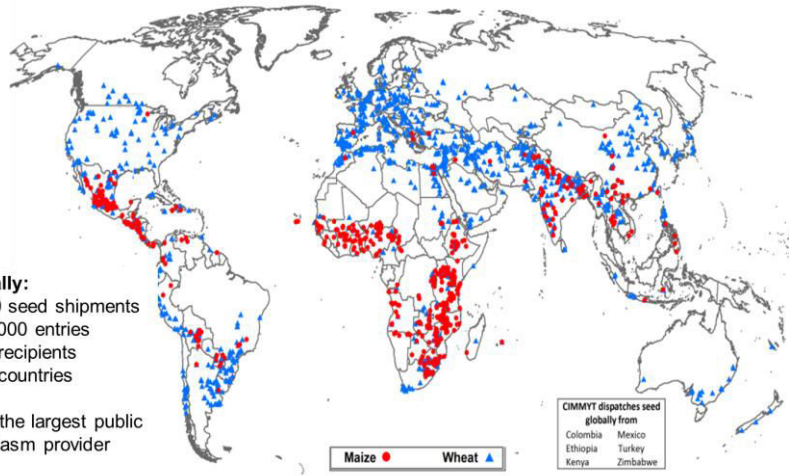 ally:
seed shipments
000 entries
recipients
countries
the largest public
asm provider
Maize Wheat
CIMMYT dispatches seed
globally from
Colombia Mexico
Ethiopia Turkey
Kenya Zimbabwe